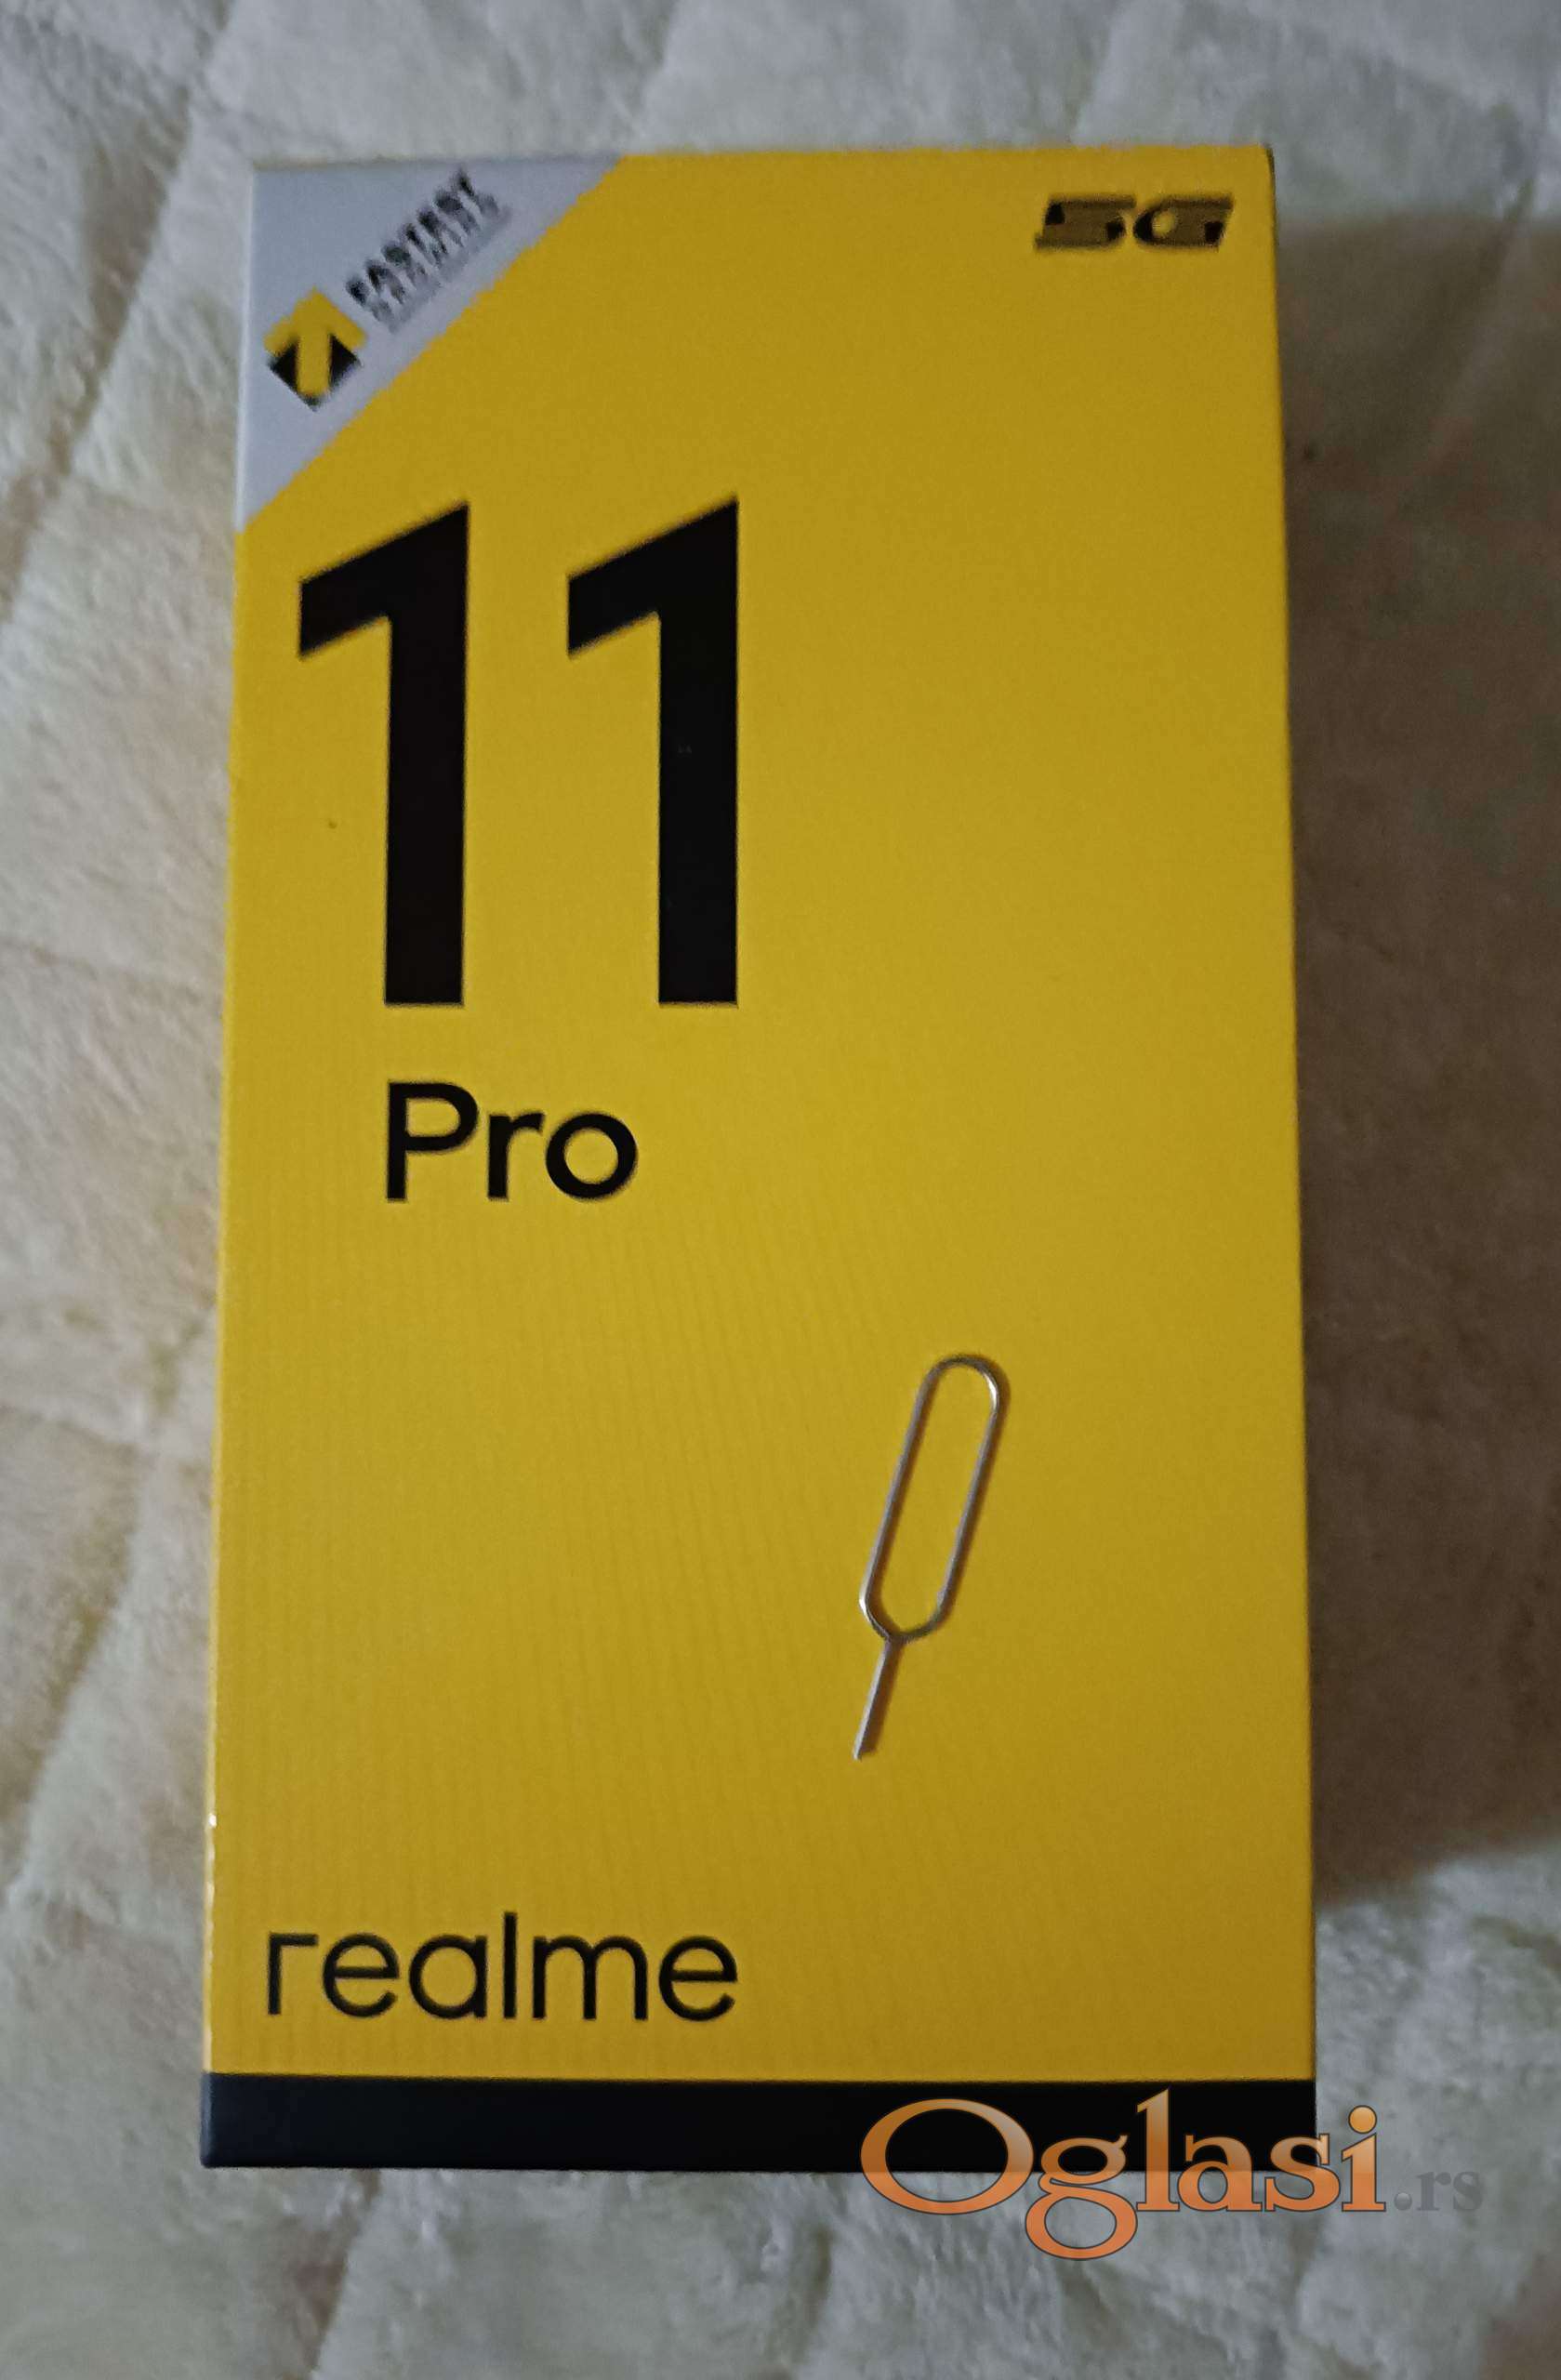 5G
11
Pro
realme
Oglasi.rs